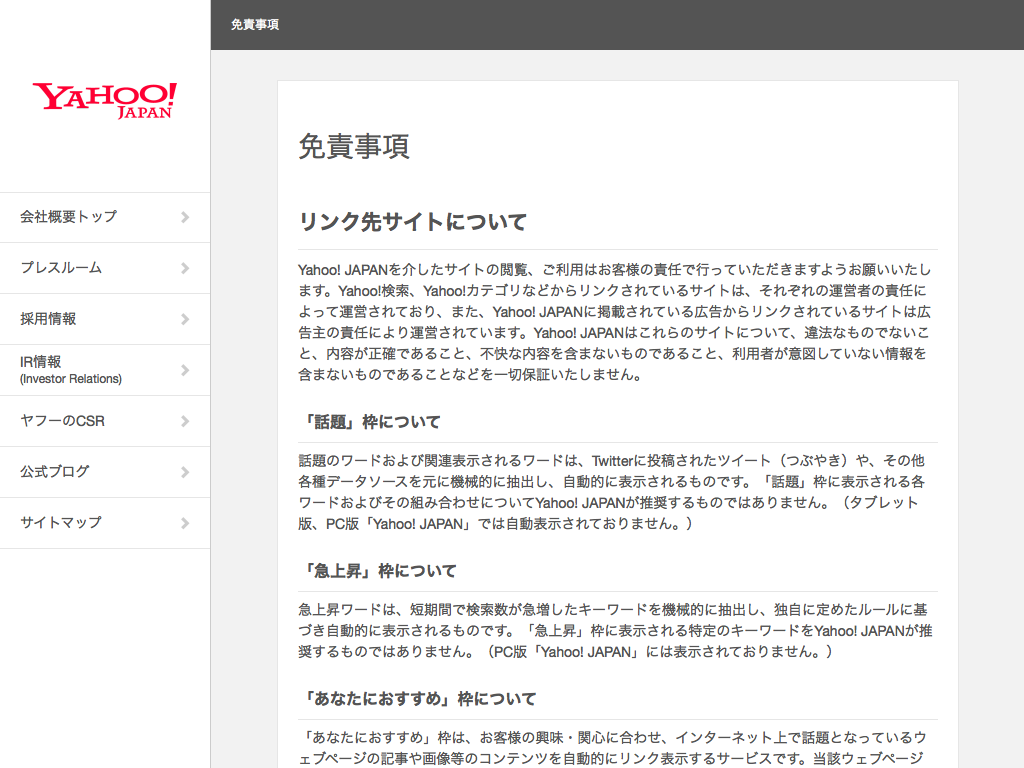 YAHOO!
JAPAN
会社概要トップ
プレスルーム
採用情報
IR情報
(Investor Relations)
ヤフーのCSR
公式ブログ
サイトマップ
免責事項
免責事項
リンク先サイトについて
Yahoo! JAPANを介したサイトの閲覧、ご利用はお客様の責任で行っていただきますようお願いいたし
ます。Yahoo!検索、Yahoo!カテゴリなどからリンクされているサイトは、それぞれの運営者の責任に
よって運営されており、また、Yahoo! JAPANに掲載されている広告からリンクされているサイトは広
告主の責任により運営されています。Yahoo! JAPANはこれらのサイトについて、違法なものでないこ
と、内容が正確であること、不快な内容を含まないものであること、利用者が意図していない情報を
含まないものであることなどを一切保証いたしません。
「話題」枠について
話題のワードおよび関連表示されるワードは、Twitterに投稿されたツイート（つぶやき）や、その他
各種データソースを元に機械的に抽出し、自動的に表示されるものです。「話題」枠に表示される各
ワードおよびその組み合わせについてYahoo! JAPANが推奨するものではありません。（タブレット
版、PC版「Yahoo! JAPAN」では自動表示されておりません。）
「急上昇」枠について
急上昇ワードは、短期間で検索数が急増したキーワードを機械的に抽出し、独自に定めたルールに基
づき自動的に表示されるものです。「急上昇」枠に表示される特定のキーワードをYahoo! JAPANが推
奨するものではありません。（PC版「Yahoo! JAPAN」には表示されておりません。）
「あなたにおすすめ」枠について
「あなたにおすすめ」枠は、お客様の興味・関心に合わせ、インターネット上で話題となっているウ
ェブページの記事や画像等のコンテンツを自動的にリンク表示するサービスです。当該ウェブページ